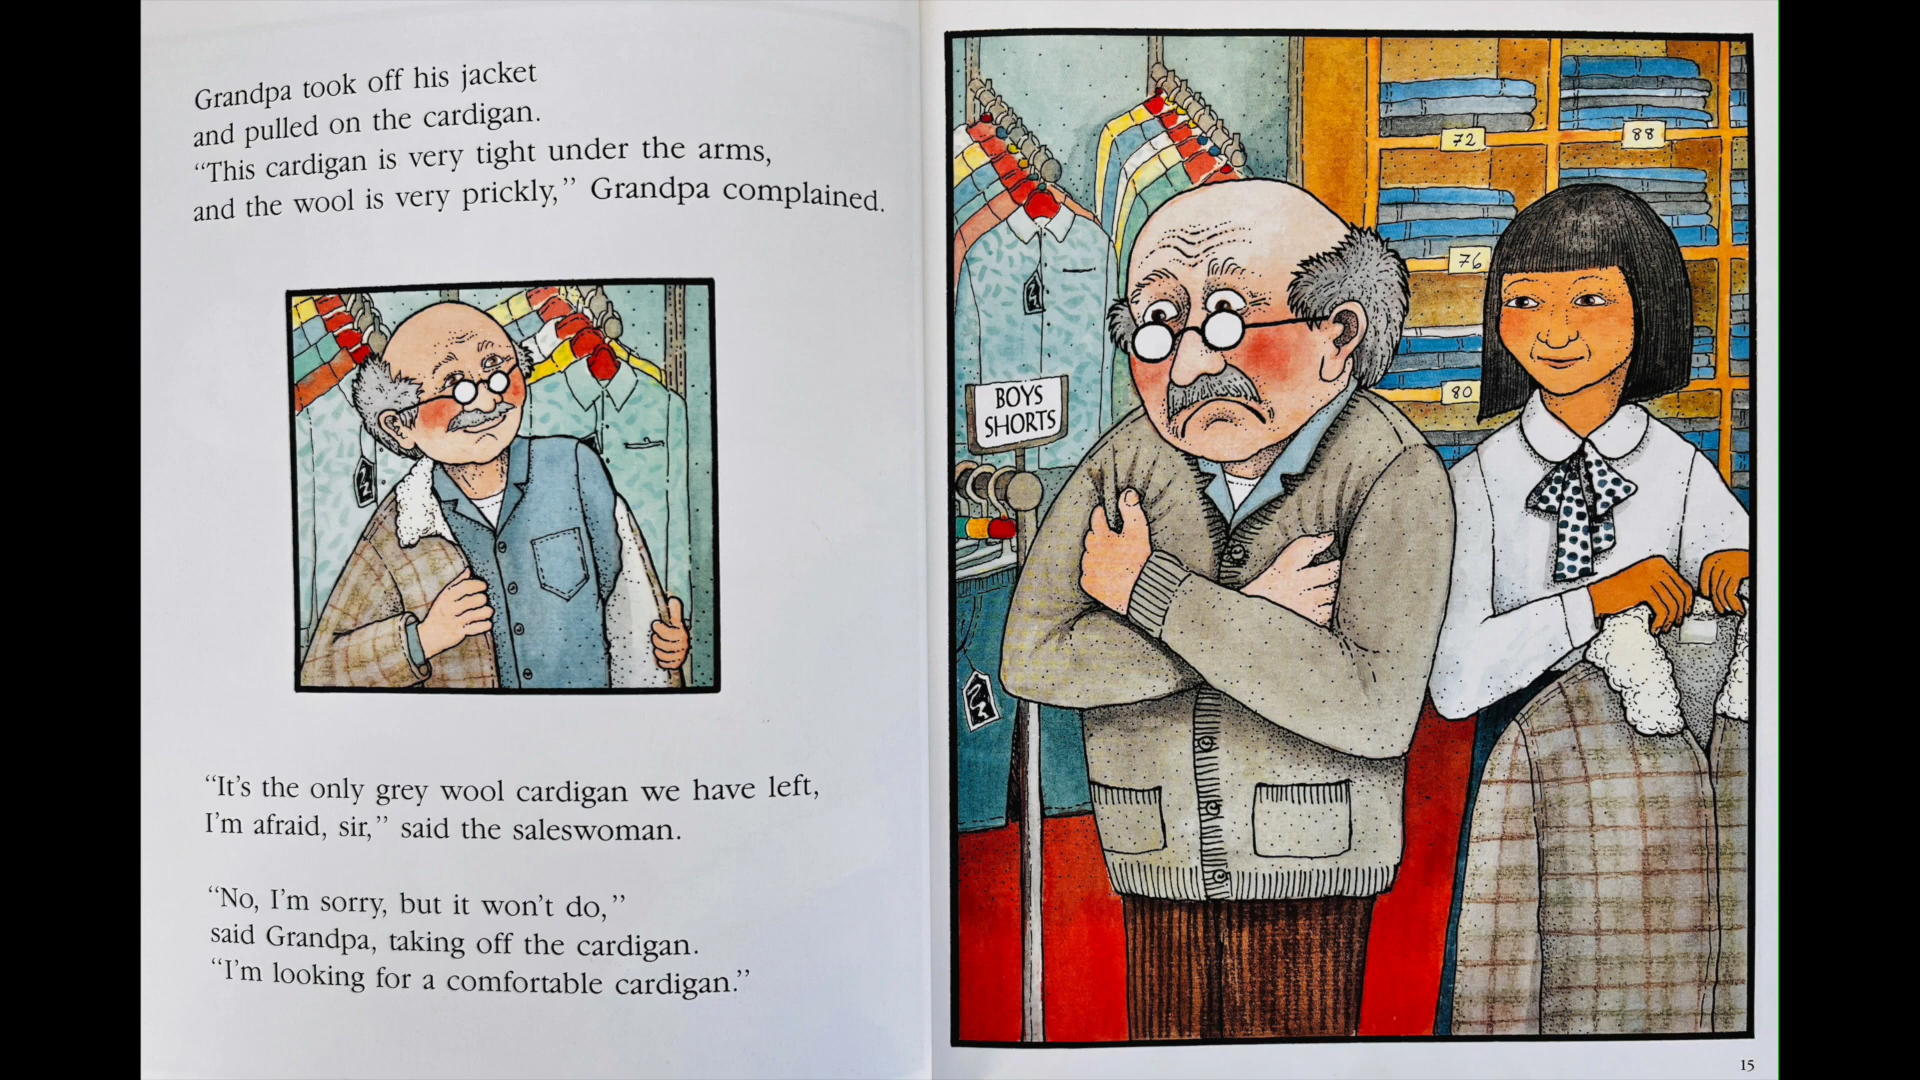 Grandpa took off his jacket
and pulled on the cardigan.
“This cardigan is very tight under the arms,
and the wool is very prickly,” Grandpa complained.
“It's the only grey wool cardigan we have left,
I'm afraid, sir,” said the saleswoman.
“No, I'm sorry, but it won't do,”
said Grandpa, taking off the cardigan.
“I'm looking for a comfortable cardigan.”
72
88
76
80
BOYS
SHORTS
15